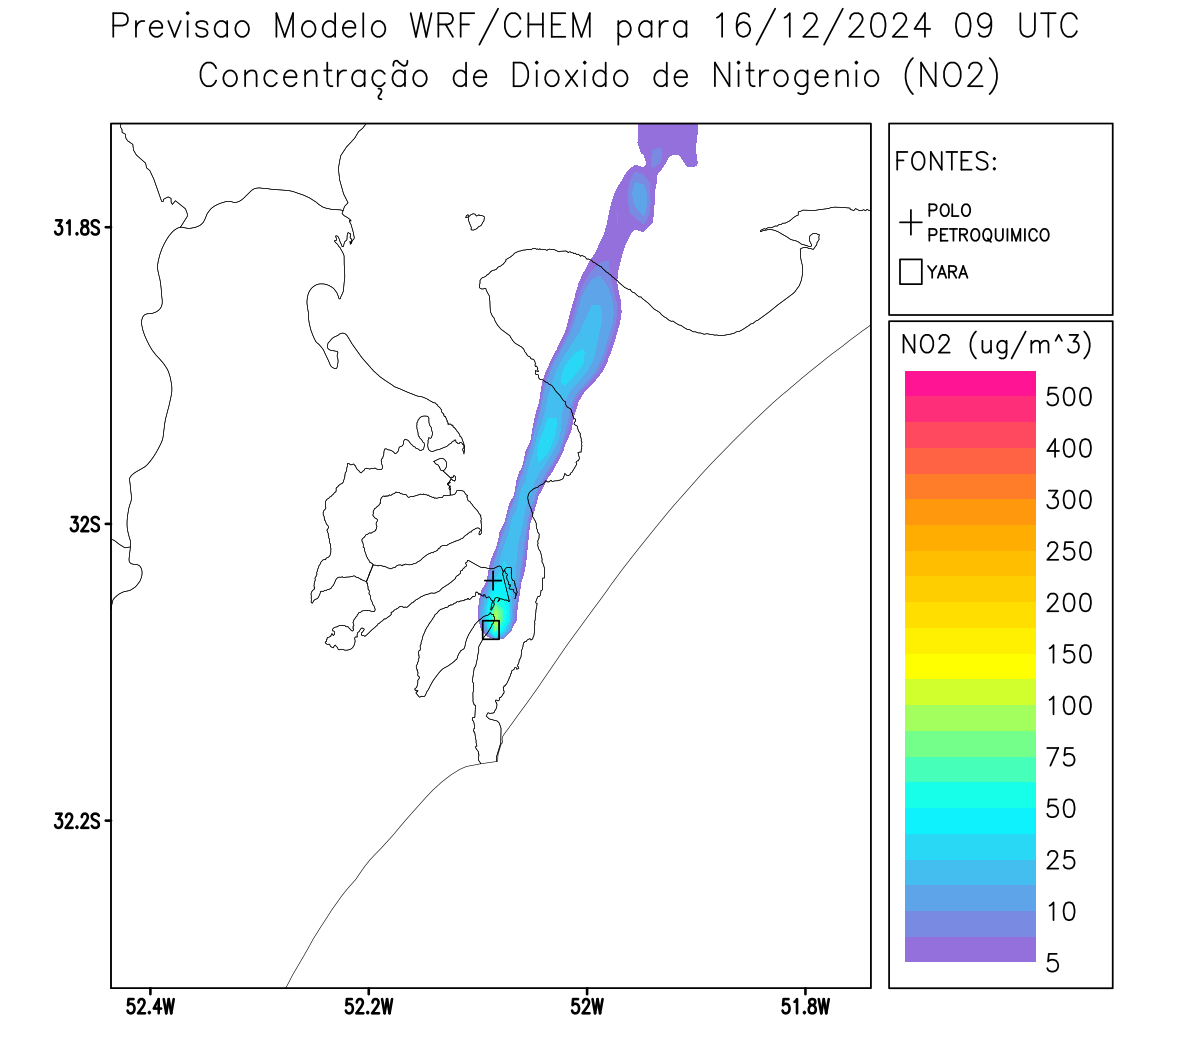 Previsao Modelo WRF/CHEM para 16/12/2024 09 UTC
Concentração de Dioxido de Nitrogenio (NO2)
FONTES:
POLO
PETROQUIMICO
YARA
31.8S
32S
32.2S
52.4W
52.2W
52W
51.8W
NO2 (ug/m^3)
500
400
300
250
200
150
100
75
50
25
10
5